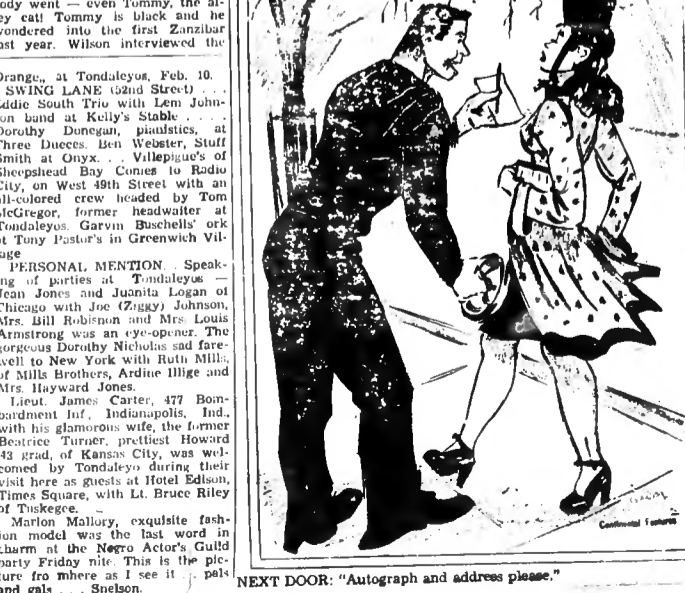 ody went — even Tommy, the al-
ey cat! Tommy is black and he
wondered into the first Zanzibar
ast year. Wilson interviewed the
Orange,, at Tondaleyos, Feb. 10.
SWING LANE (52nd Street) . . .
Eddie South Trio with Lem John-
on band at Kelly's Stable . . . .
Dorothy Donegan, pianistics, at
Three Dueces. Ben Webster, Stuff
Smith at Onyx. . . Villepigue's of
Sheepshead Bay Comes to Radio
City, on West 49th Street with an
ll-colored crew headed by Tom
McGregor, former headwaiter at
Tondaleyos. Garvin Buschells' ork
t Tony Pastor's in Greenwich Vil-
age
PERSONAL MENTION. . Speak-
ng of parties at Tondaleyos —
Jean Jones and Juanita Logan of
Chicago with Joe (Ziggy) Johnson,
Mrs. Bill Robisnon and Mrs. Louis
Armstrong was an eye-opener. The
gorgeous Dorothy Nicholas sad fare-
well to New York with Ruth Mills,
of Mills Brothers, Ardine Illige and
Mrs. Hayward Jones.
Lieut. James Carter, 477 Bom-
bardment Inf, Indianapolis, Ind.,
with his glamorous wife, the former
Beatrice Turner, prettiest Howard
'43 grad, of Kansas City, was wel-
comed by Tondaleyo during their
visit here as guests at Hotel Edison,
Times Square, with Lt. Bruce Riley
of Tuskegee.
Marlon Mallory, exquisite fash-
ion model was the last word in
charm at the Negro Actor's Guild
party Friday nite. This is the pic-
ture fro mhere as I see it . . pals
and gals . . . Snelson.
Continental Features
NEXT DOOR: "Autograph and address please."